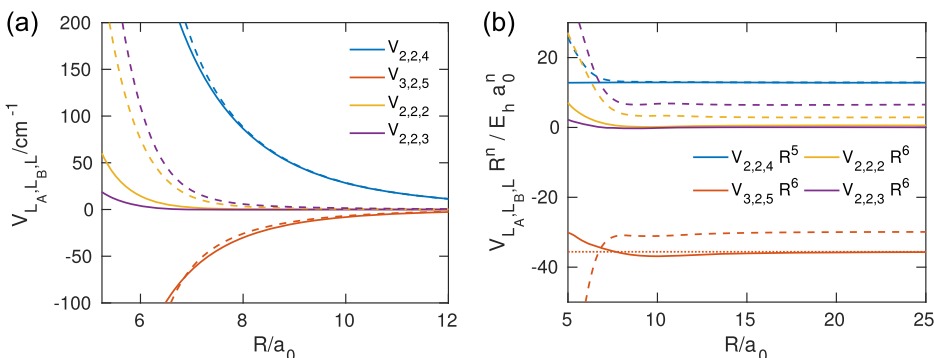 (a)
200
150
100
50
0
-50
-100
V_{L_A,L_B,L}/cm^{-1}
6 8 10 12
R/a_0
V_{2,2,4}
V_{3,2,5}
V_{2,2,2}
V_{2,2,3}
(b)
20
0
-20
-40
V_{L_A,L_B,L} R^n / E_h a_0^n
5 10 15 20 25
R/a_0
V_{2,2,4} R^5 V_{2,2,2} R^6
V_{3,2,5} R^6 V_{2,2,3} R^6